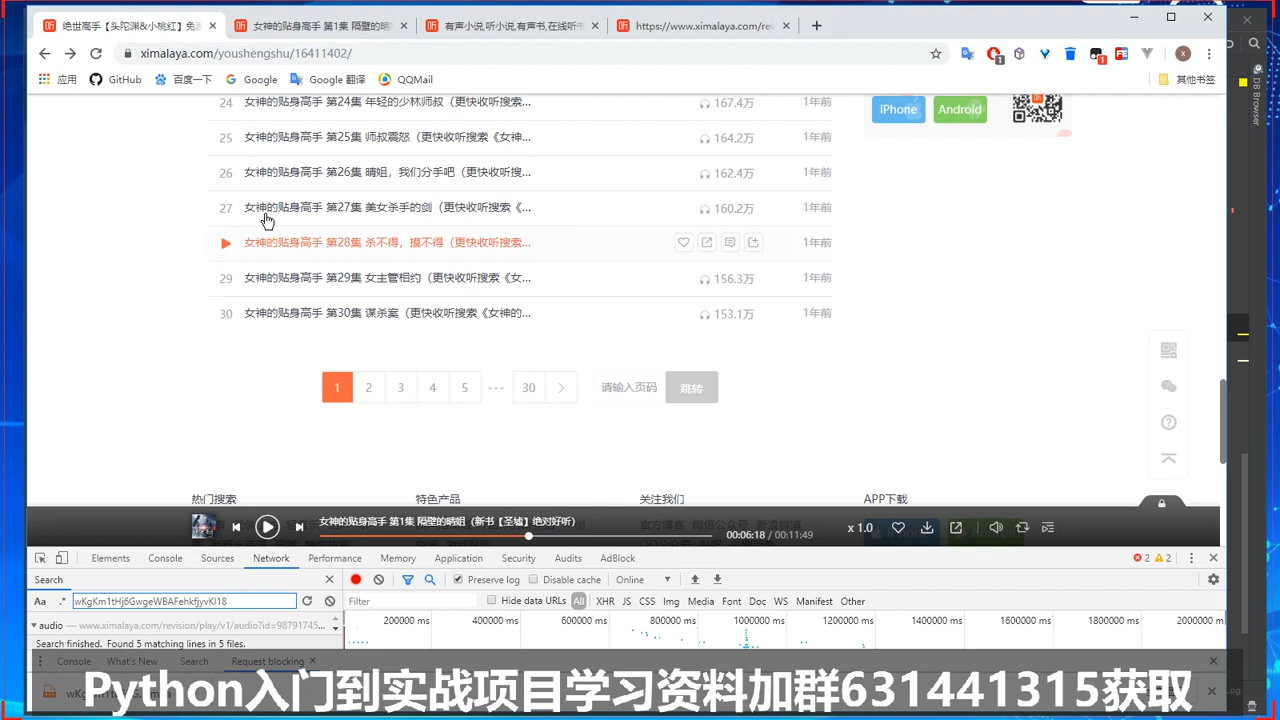 绝世高手【头陀渊&小桃红】免费
女神的贴身高手 第1集 隔壁的晴
有声小说,听小说,有声书,在线听书
https://www.ximalaya.com/rev
ximalaya.com/youshengshu/16411402/
应用 GitHub 百度一下 Google Google 翻译 QQMail 其他书签
DB Browser
24 女神的贴身高手 第24集 年轻的少林师叔（更快收听搜索... 167.4万 1年前
iPhone Android
25 女神的贴身高手 第25集 师叔震怒（更快收听搜索《女神... 164.2万 1年前
26 女神的贴身高手 第26集 晴姐，我们分手吧（更快收听搜... 162.4万 1年前
27 女神的贴身高手 第27集 美女杀手的剑（更快收听搜索《... 160.2万 1年前
女神的贴身高手 第28集 杀不得，摸不得（更快收听搜索... 1年前
29 女神的贴身高手 第29集 女主管相约（更快收听搜索《女... 156.3万 1年前
30 女神的贴身高手 第30集 谋杀案（更快收听搜索《女神的... 153.1万 1年前
1 2 3 4 5 ··· 30 > 请输入页码 跳转
热门搜索 特色产品 关注我们 APP下载
女神的贴身高手 第1集 隔壁的晴姐（新书【圣墟】绝对好听）
00:06:18 / 00:11:49
x 1.0
官方博客 微信公众号 新浪微博
Elements Console Sources Network Performance Memory Application Security Audits AdBlock 2 2
Search
Preserve log Disable cache Online
Aa .* wKgKm1tHj6GwgeWBAFehkfjyvKI18
Filter Hide data URLs All XHR JS CSS Img Media Font Doc WS Manifest Other
audio — www.ximalaya.com/revision/play/v1/audio?id=98791745...
200000 ms 400000 ms 600000 ms 800000 ms 1000000 ms 1200000 ms 1400000 ms 1600000 ms 1800000 ms 2000000 ms
Search finished. Found 5 matching lines in 5 files.
Console What's New Search Request blocking
Python入门到实战项目学习资料加群631441315获取